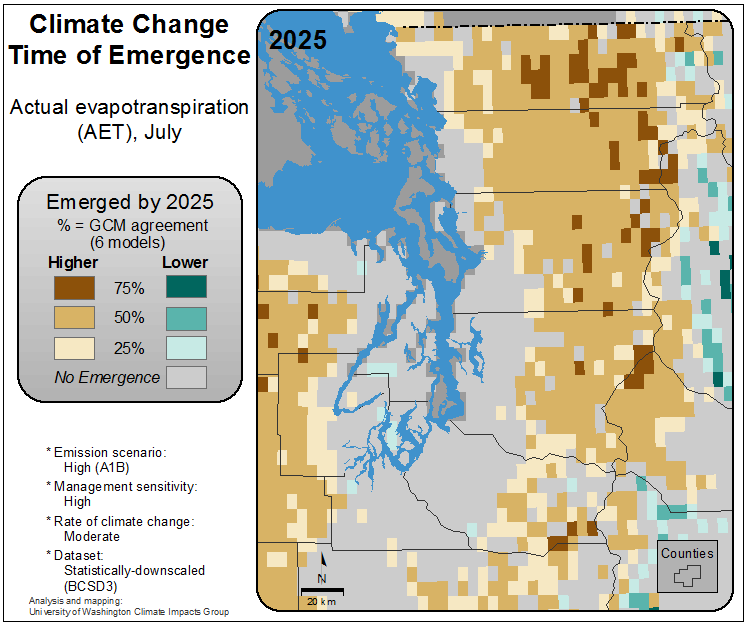 Climate Change
Time of Emergence
Actual evapotranspiration
(AET), July
Emerged by 2025
% = GCM agreement
(6 models)
Higher Lower
75%
50%
25%
No Emergence
* Emission scenario:
High (A1B)
* Management sensitivity:
High
* Rate of climate change:
Moderate
* Dataset:
Statistically-downscaled
(BCSD3)
Analysis and mapping:
University of Washington Climate Impacts Group
2025
N
20 km
Counties